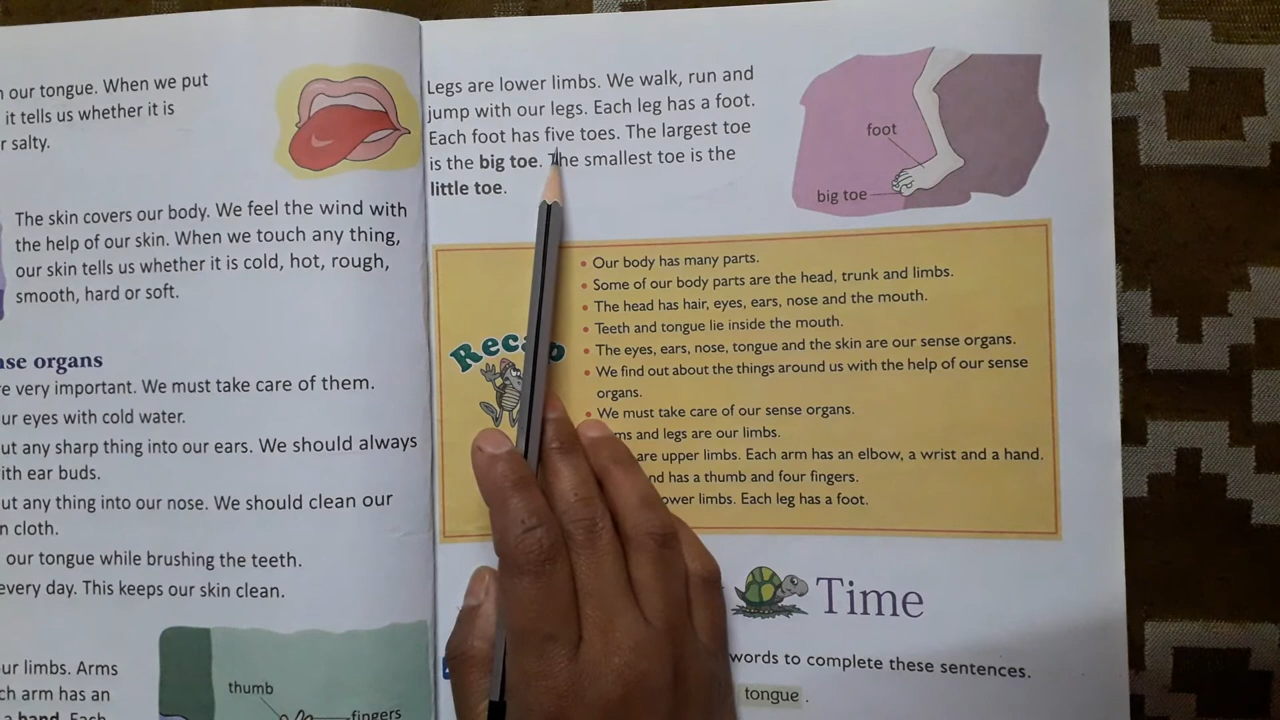 our tongue. When we put
it tells us whether it is
salty.
The skin covers our body. We feel the wind with
the help of our skin. When we touch any thing,
our skin tells us whether it is cold, hot, rough,
smooth, hard or soft.
organs
very important. We must take care of them.
eyes with cold water.
any sharp thing into our ears. We should always
ear buds.
any thing into our nose. We should clean our
cloth.
our tongue while brushing the teeth.
every day. This keeps our skin clean.
limbs. Arms
arm has an
hand. Each
thumb
fingers
Legs are lower limbs. We walk, run and
jump with our legs. Each leg has a foot.
Each foot has five toes. The largest toe
is the big toe. The smallest toe is the
little toe.
foot
big toe
Recap
• Our body has many parts.
• Some of our body parts are the head, trunk and limbs.
• The head has hair, eyes, ears, nose and the mouth.
• Teeth and tongue lie inside the mouth.
• The eyes, ears, nose, tongue and the skin are our sense organs.
• We find out about the things around us with the help of our sense
organs.
• We must take care of our sense organs.
and legs are our limbs.
are upper limbs. Each arm has an elbow, a wrist and a hand.
has a thumb and four fingers.
limbs. Each leg has a foot.
Time
words to complete these sentences.
tongue .